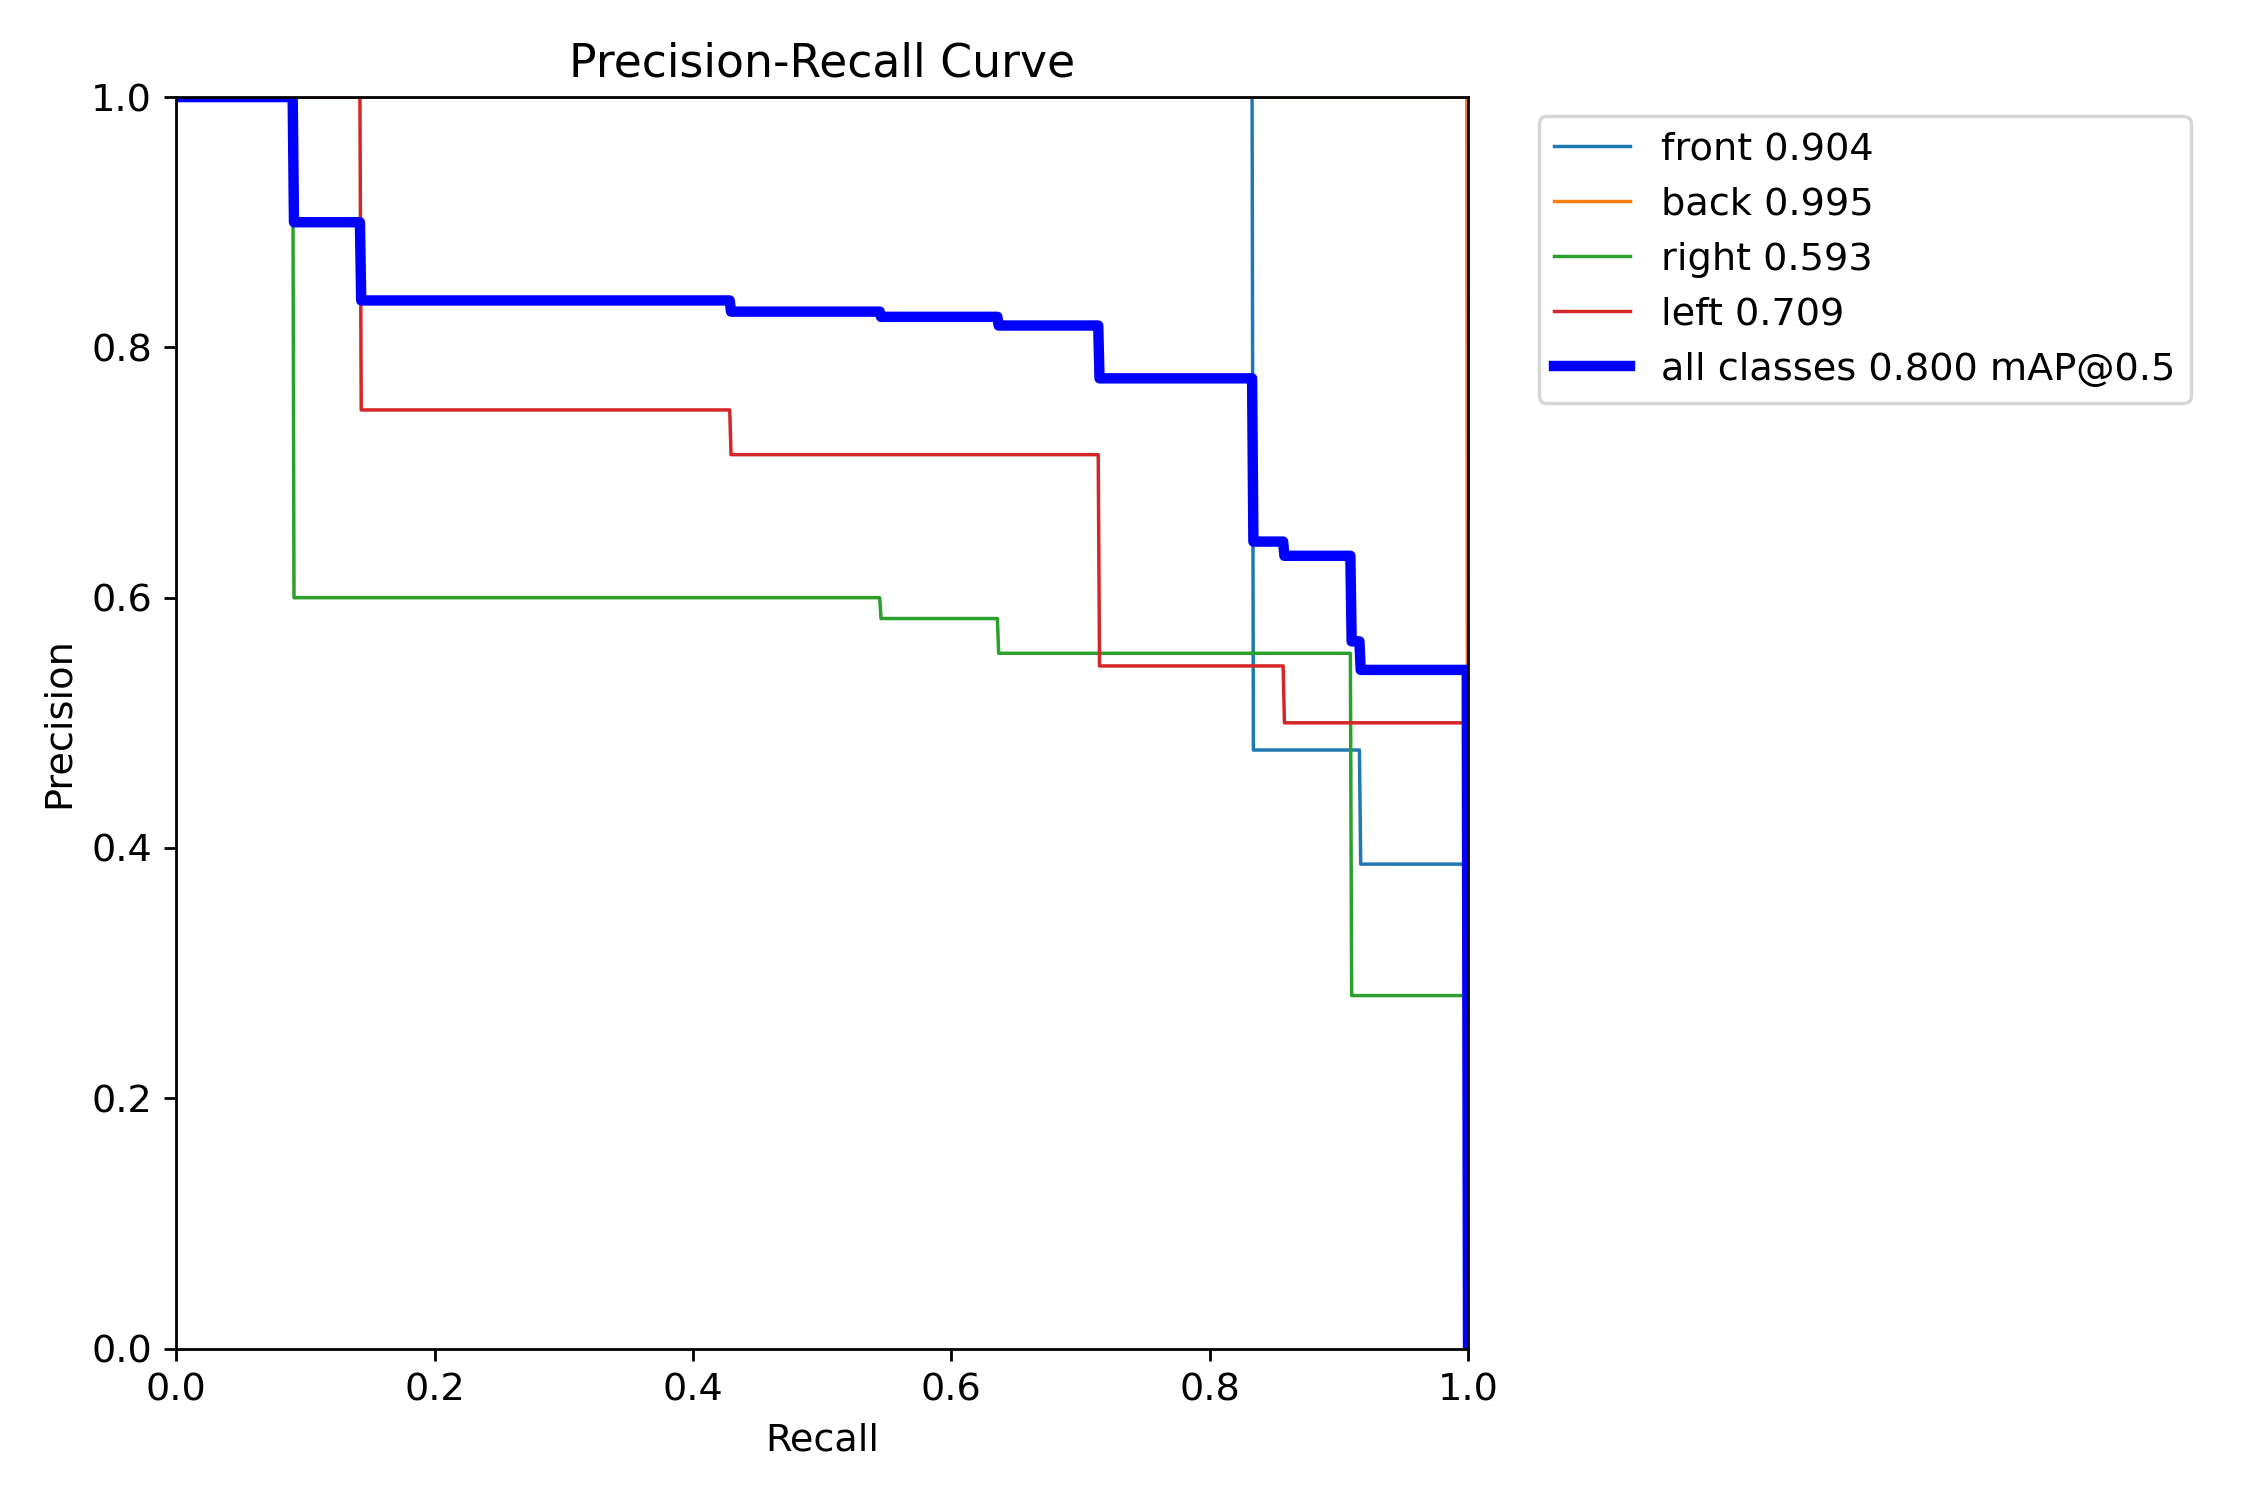 Precision-Recall Curve
1.0
0.8
0.6
0.4
0.2
0.0
Precision
0.0 0.2 0.4 0.6 0.8 1.0
Recall
front 0.904
back 0.995
right 0.593
left 0.709
all classes 0.800 mAP@0.5